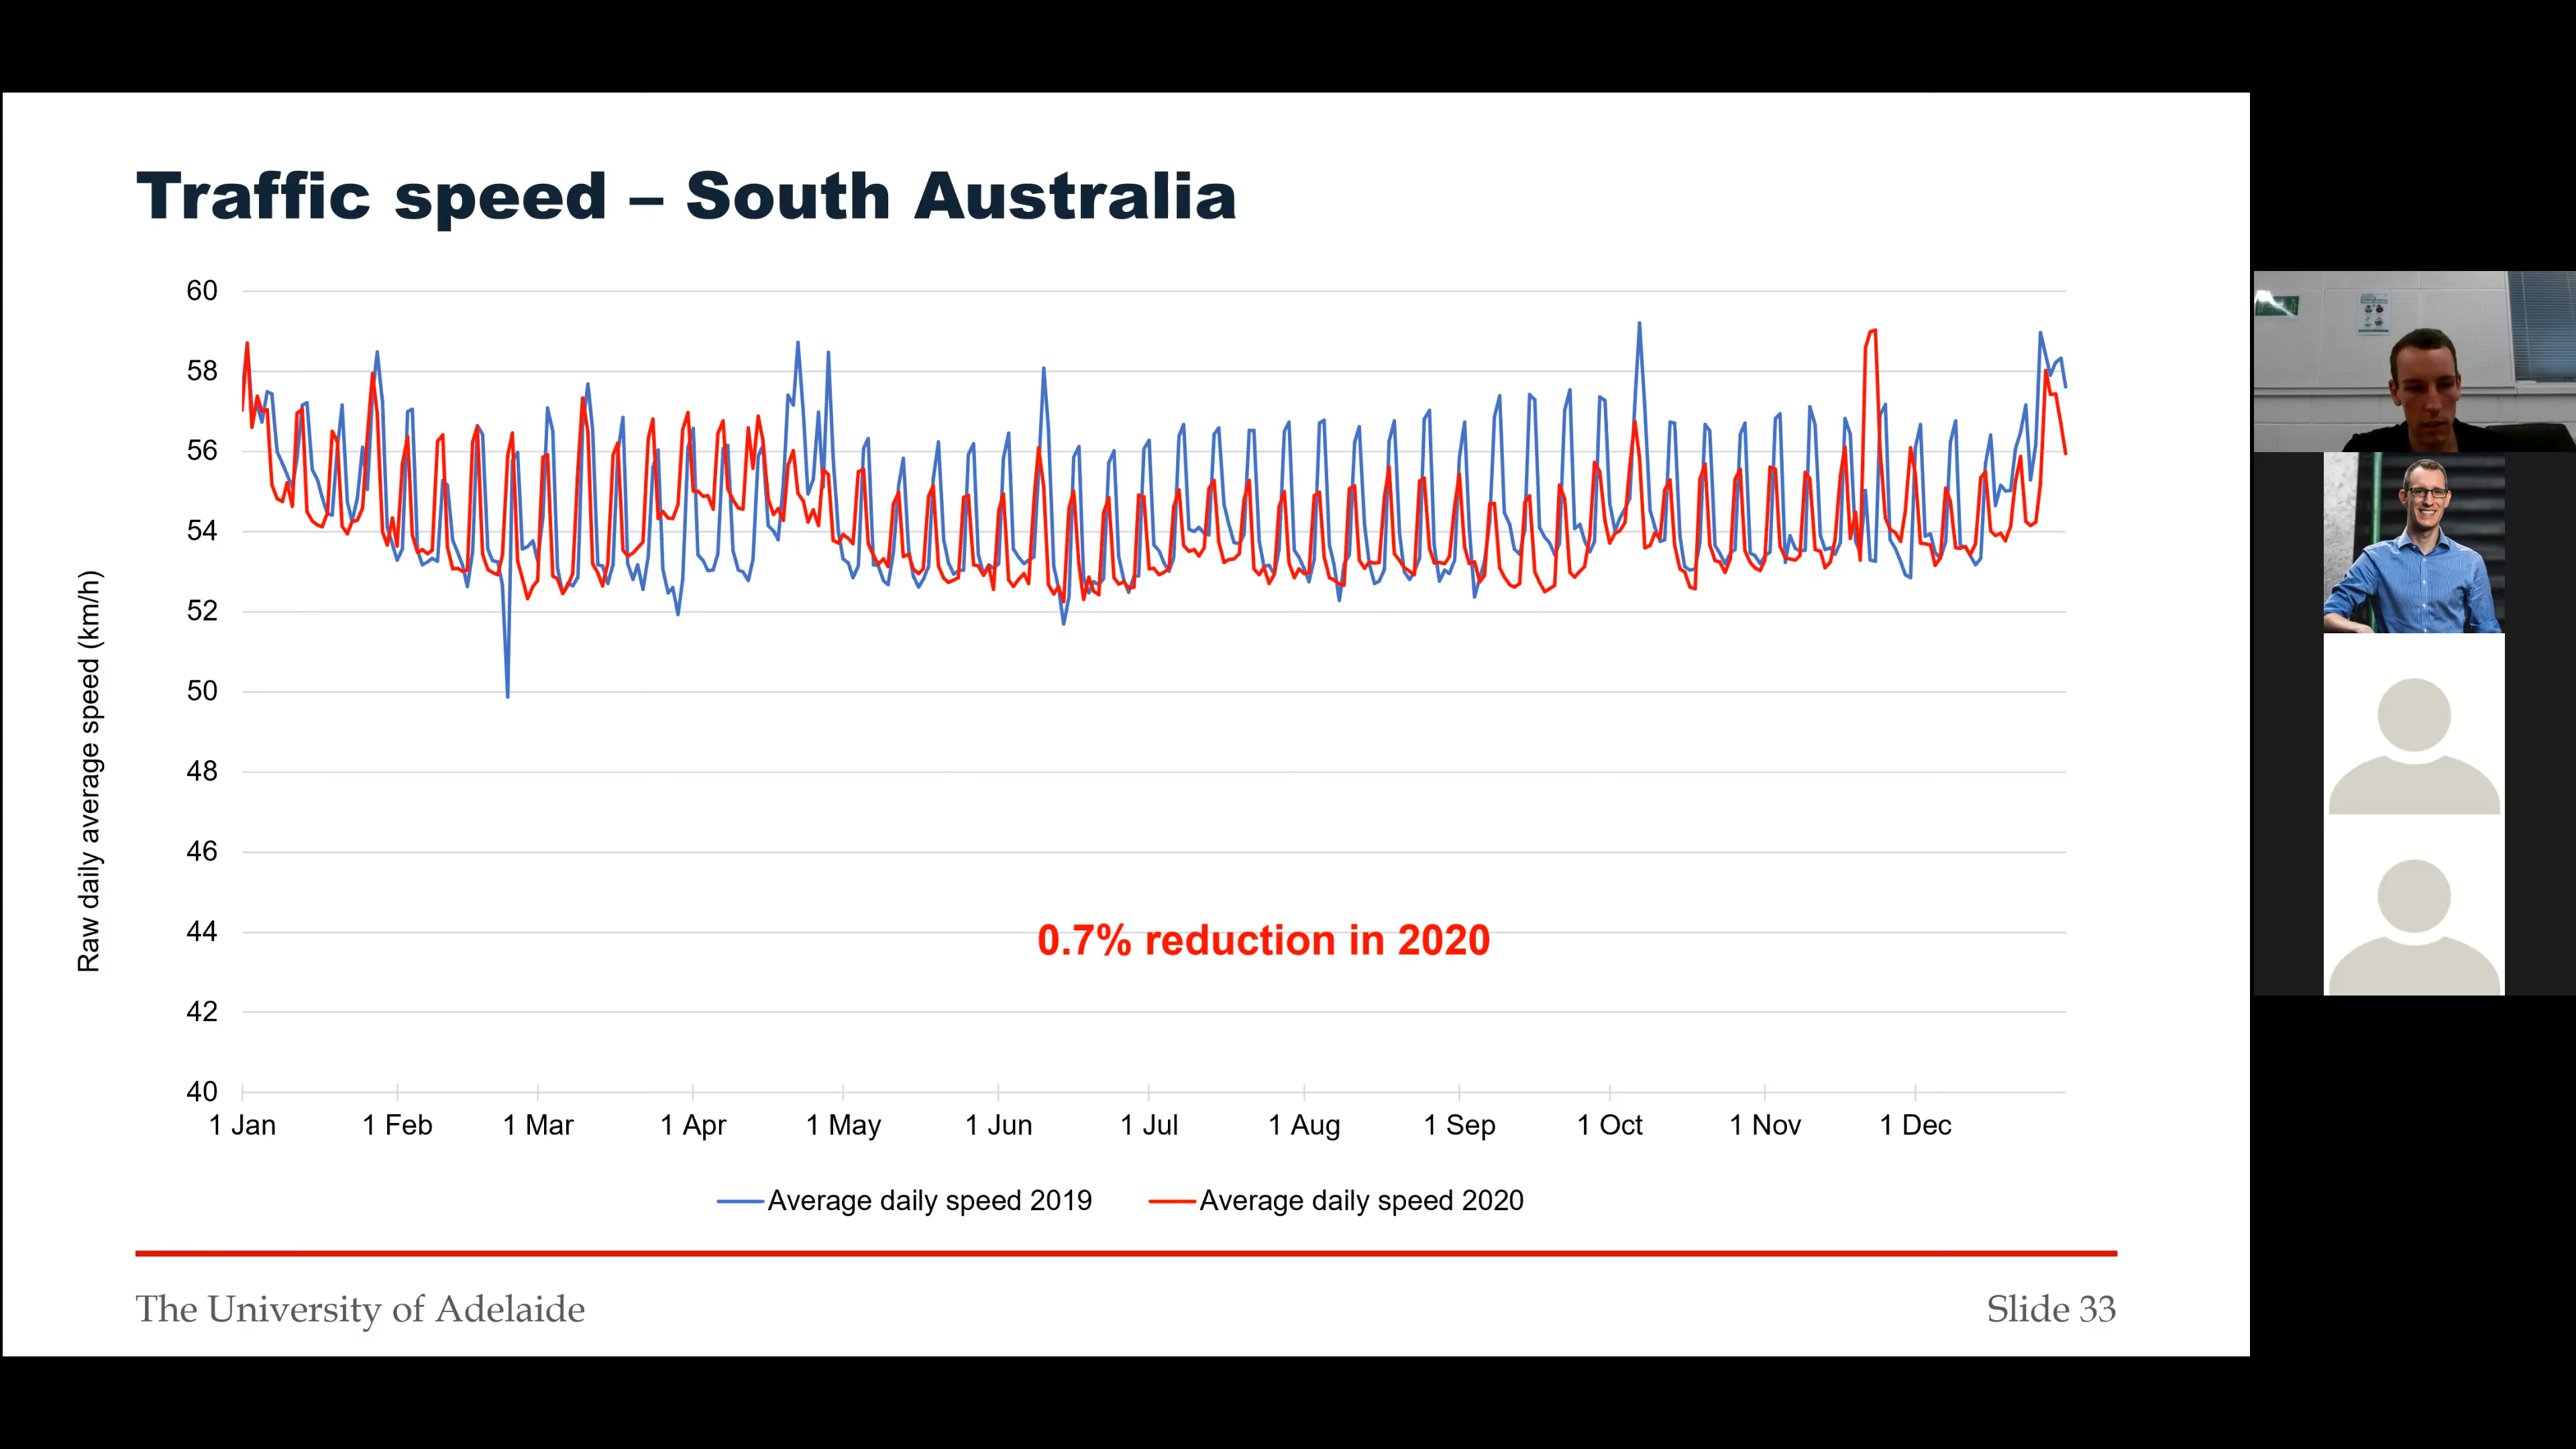 Traffic speed – South Australia
Raw daily average speed (km/h)
60
58
56
54
52
50
48
46
44
42
40
0.7% reduction in 2020
1 Jan 1 Feb 1 Mar 1 Apr 1 May 1 Jun 1 Jul 1 Aug 1 Sep 1 Oct 1 Nov 1 Dec
Average daily speed 2019 Average daily speed 2020
The University of Adelaide Slide 33